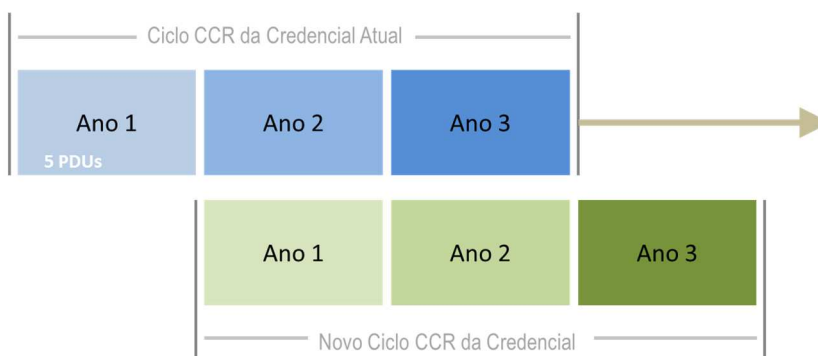 Ciclo CCR da Credencial Atual
Ano 1
Ano 2
Ano 3
5 PDUs
Ano 1
Ano 2
Ano 3
Novo Ciclo CCR da Credencial